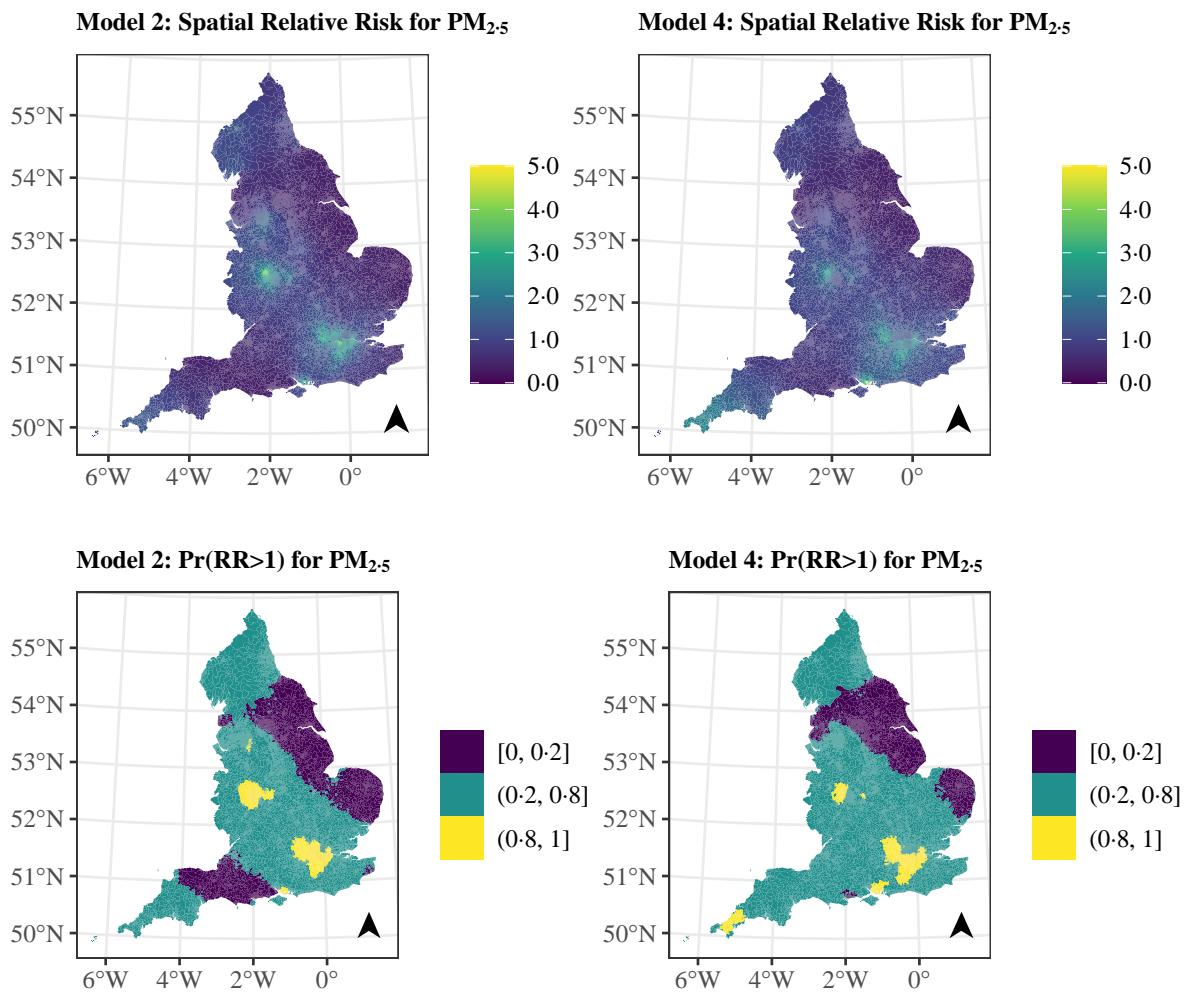 Model 2: Spatial Relative Risk for PM2·5
55°N
54°N
53°N
52°N
51°N
50°N
6°W 4°W 2°W 0°
5·0
4·0
3·0
2·0
1·0
0·0
Model 4: Spatial Relative Risk for PM2·5
55°N
54°N
53°N
52°N
51°N
50°N
6°W 4°W 2°W 0°
5·0
4·0
3·0
2·0
1·0
0·0
Model 2: Pr(RR>1) for PM2·5
55°N
54°N
53°N
52°N
51°N
50°N
6°W 4°W 2°W 0°
[0, 0·2]
(0·2, 0·8]
(0·8, 1]
Model 4: Pr(RR>1) for PM2·5
55°N
54°N
53°N
52°N
51°N
50°N
6°W 4°W 2°W 0°
[0, 0·2]
(0·2, 0·8]
(0·8, 1]